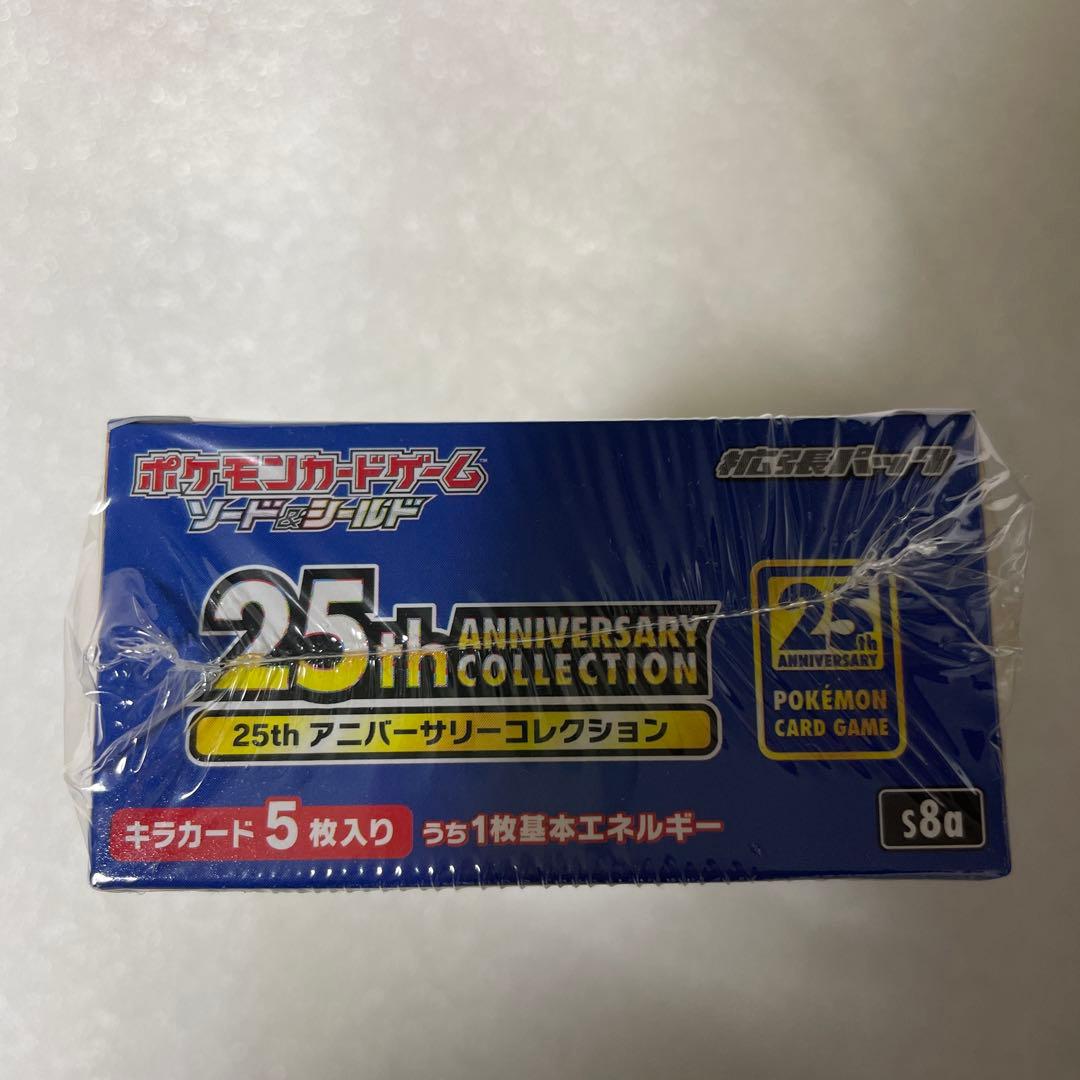 ポケモンカードゲーム™
ソード&シールド
拡張パック
25th ANNIVERSARY
COLLECTION
25th アニバーサリーコレクション
25th
ANNIVERSARY
POKÉMON
CARD GAME
キラカード5枚入り うち1枚基本エネルギー
s8a